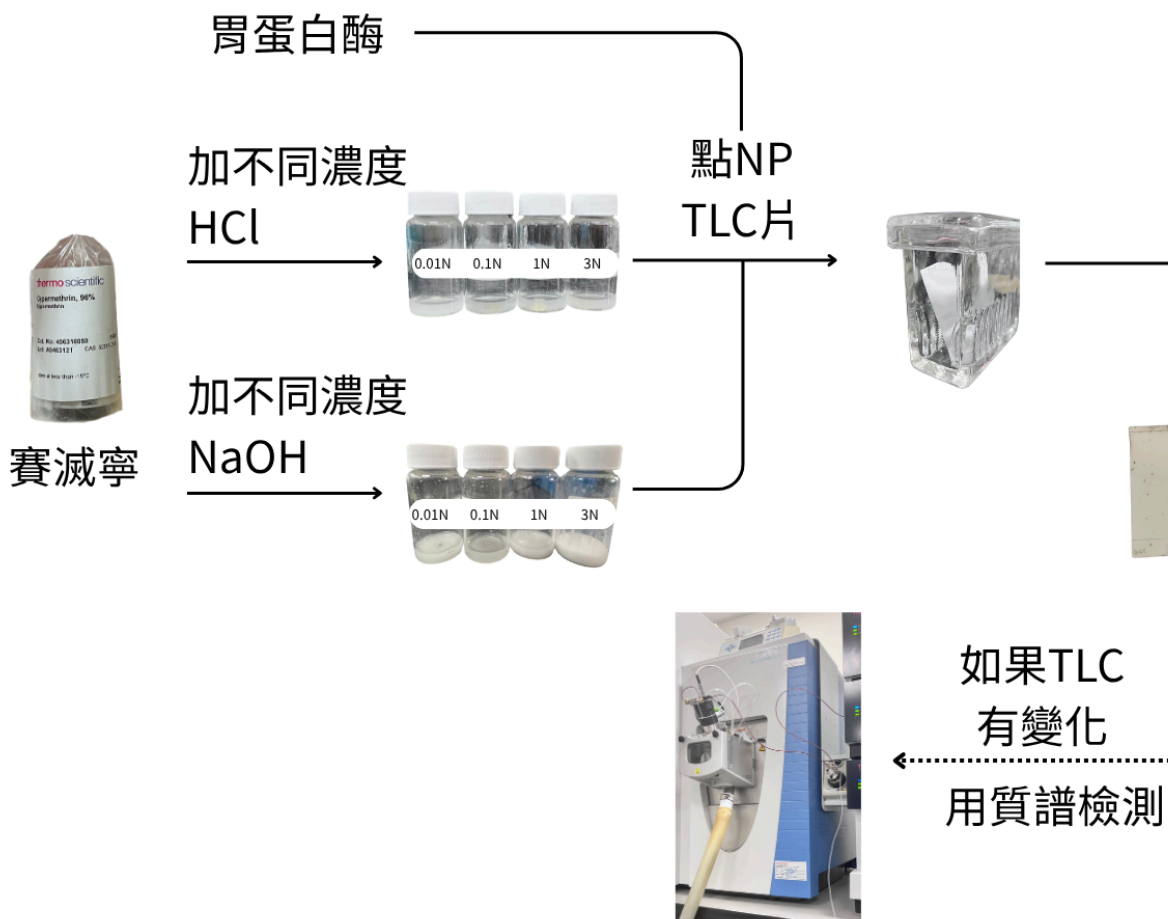 胃蛋白酶
加不同濃度
HCl
點NP
TLC片
0.01N 0.1N 1N 3N
thermo scientific
Cypermethrin, 96%
加不同濃度
NaOH
0.01N 0.1N 1N 3N
賽滅寧
如果TLC
有變化
用質譜檢測